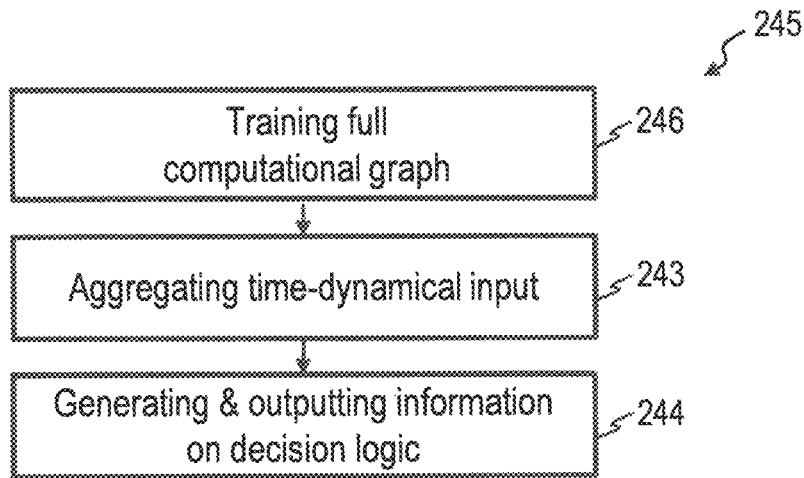 245
Training full
computational graph
246
Aggregating time-dynamical input
243
Generating & outputting information
on decision logic
244